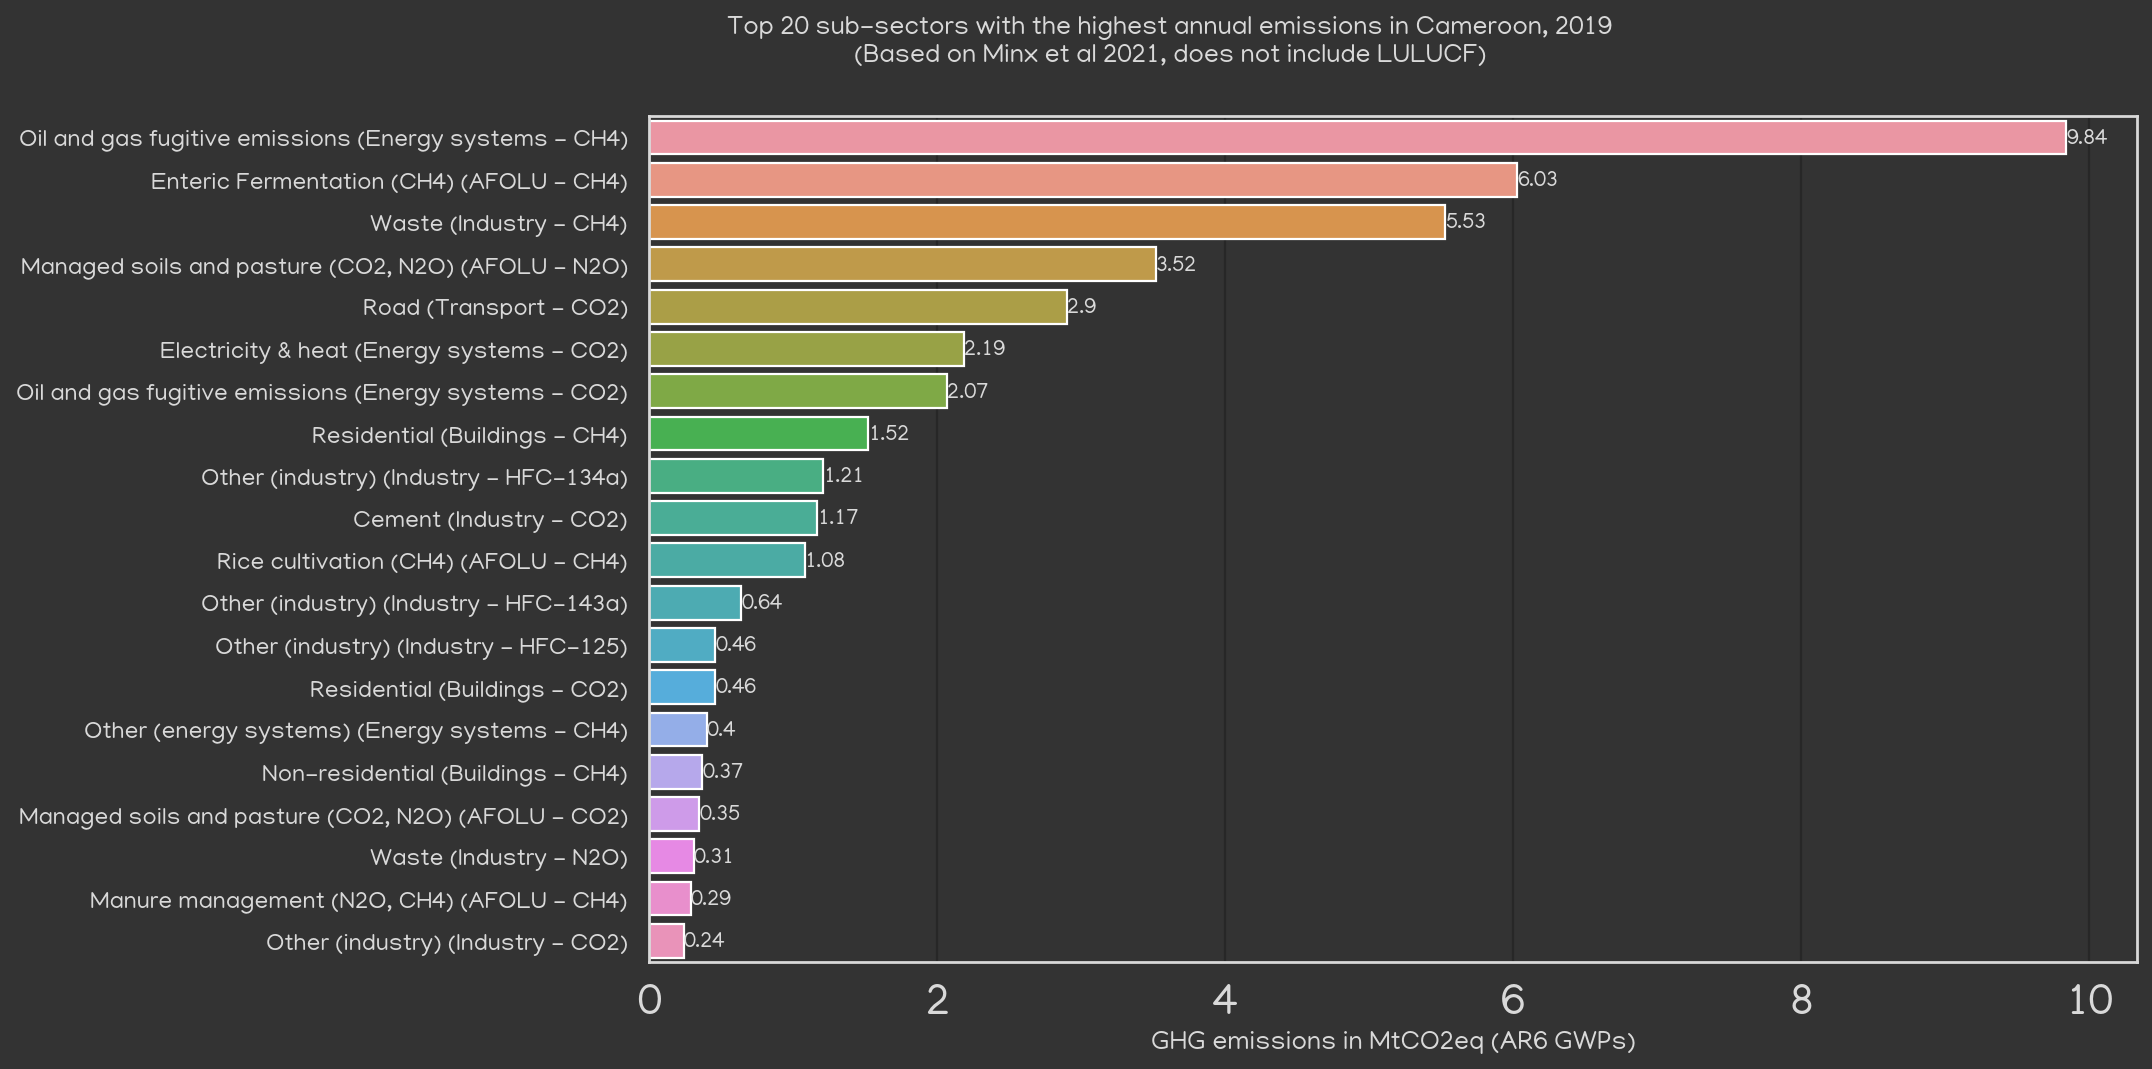 Top 20 sub-sectors with the highest annual emissions in Cameroon, 2019
(Based on Minx et al 2021, does not include LULUCF)
Oil and gas fugitive emissions (Energy systems - CH4) 9.84
Enteric Fermentation (CH4) (AFOLU - CH4) 6.03
Waste (Industry - CH4) 5.53
Managed soils and pasture (CO2, N2O) (AFOLU - N2O) 3.52
Road (Transport - CO2) 2.9
Electricity & heat (Energy systems - CO2) 2.19
Oil and gas fugitive emissions (Energy systems - CO2) 2.07
Residential (Buildings - CH4) 1.52
Other (industry) (Industry - HFC-134a) 1.21
Cement (Industry - CO2) 1.17
Rice cultivation (CH4) (AFOLU - CH4) 1.08
Other (industry) (Industry - HFC-143a) 0.64
Other (industry) (Industry - HFC-125) 0.46
Residential (Buildings - CO2) 0.46
Other (energy systems) (Energy systems - CH4) 0.4
Non-residential (Buildings - CH4) 0.37
Managed soils and pasture (CO2, N2O) (AFOLU - CO2) 0.35
Waste (Industry - N2O) 0.31
Manure management (N2O, CH4) (AFOLU - CH4) 0.29
Other (industry) (Industry - CO2) 0.24
0 2 4 6 8 10
GHG emissions in MtCO2eq (AR6 GWPs)